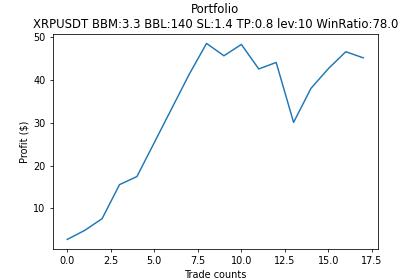 Portfolio
XRPUSDT BBM:3.3 BBL:140 SL:1.4 TP:0.8 lev:10 WinRatio:78.0
50
40
30
20
10
Profit ($)
0.0 2.5 5.0 7.5 10.0 12.5 15.0 17.5
Trade counts